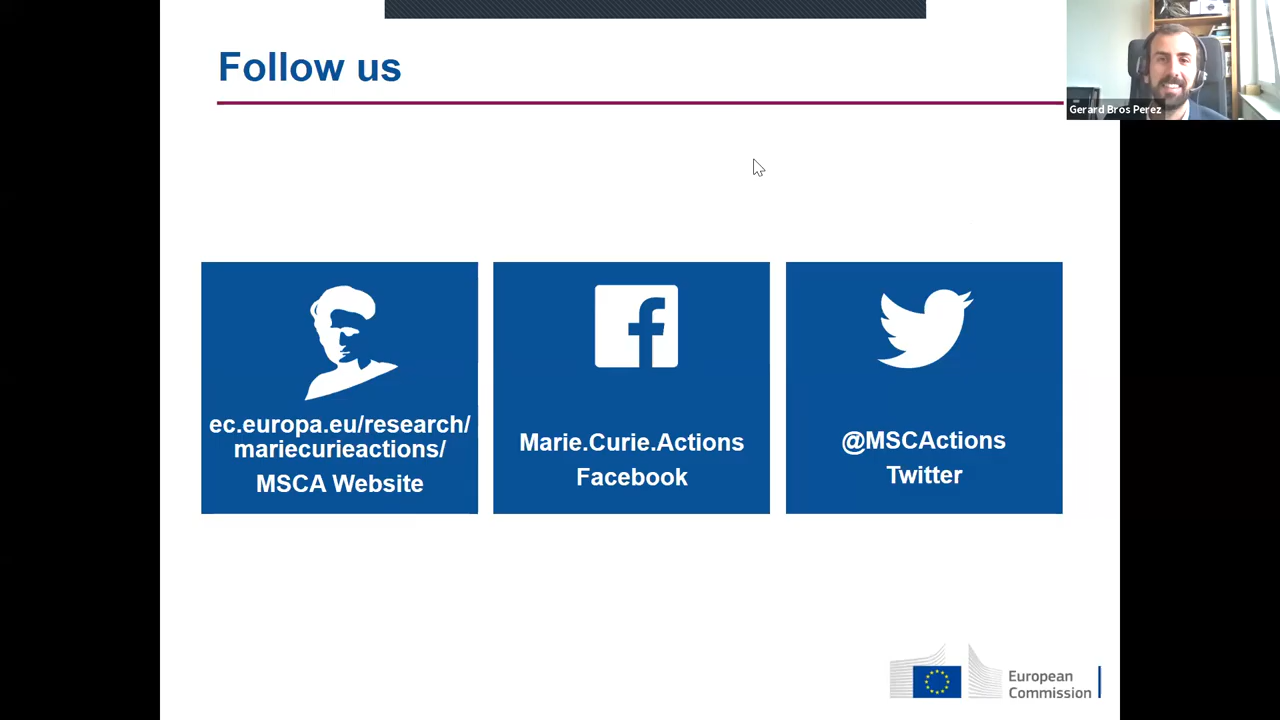 Follow us
Gerard Bros Perez
ec.europa.eu/research/
mariecurieactions/
MSCA Website
Marie.Curie.Actions
Facebook
@MSCActions
Twitter
European
Commission